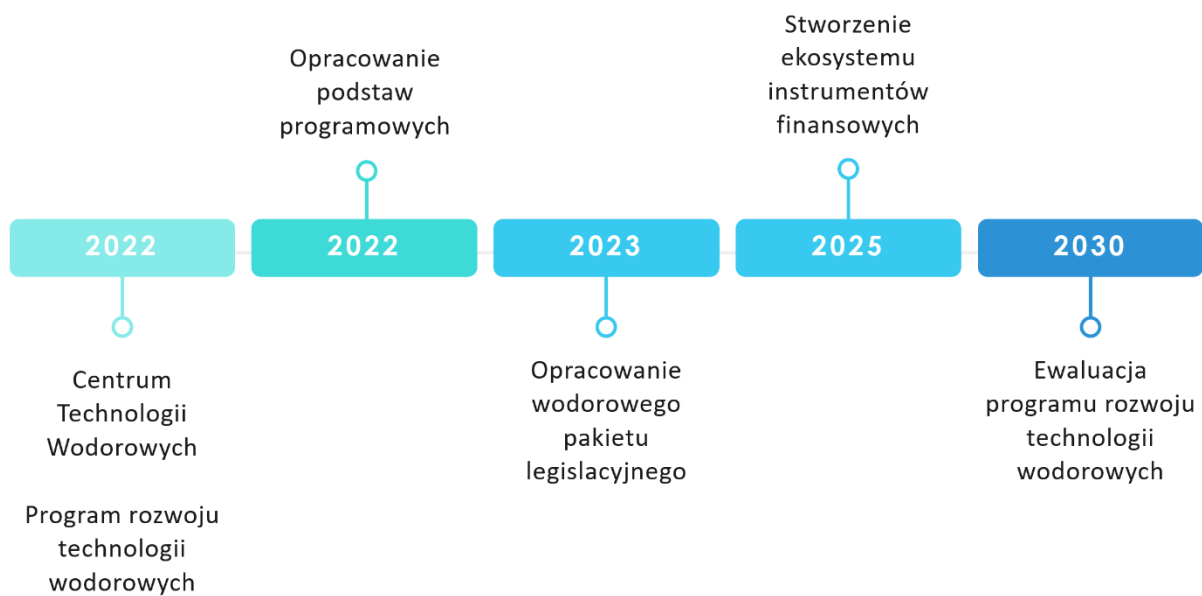 Stworzenie
ekosystemu
instrumentów
finansowych
Opracowanie
podstaw
programowych
2022
2022
2023
2025
2030
Centrum
Technologii
Wodorowych
Program rozwoju
technologii
wodorowych
Opracowanie
wodorowego
pakietu
legislacyjnego
Ewaluacja
programu rozwoju
technologii
wodorowych